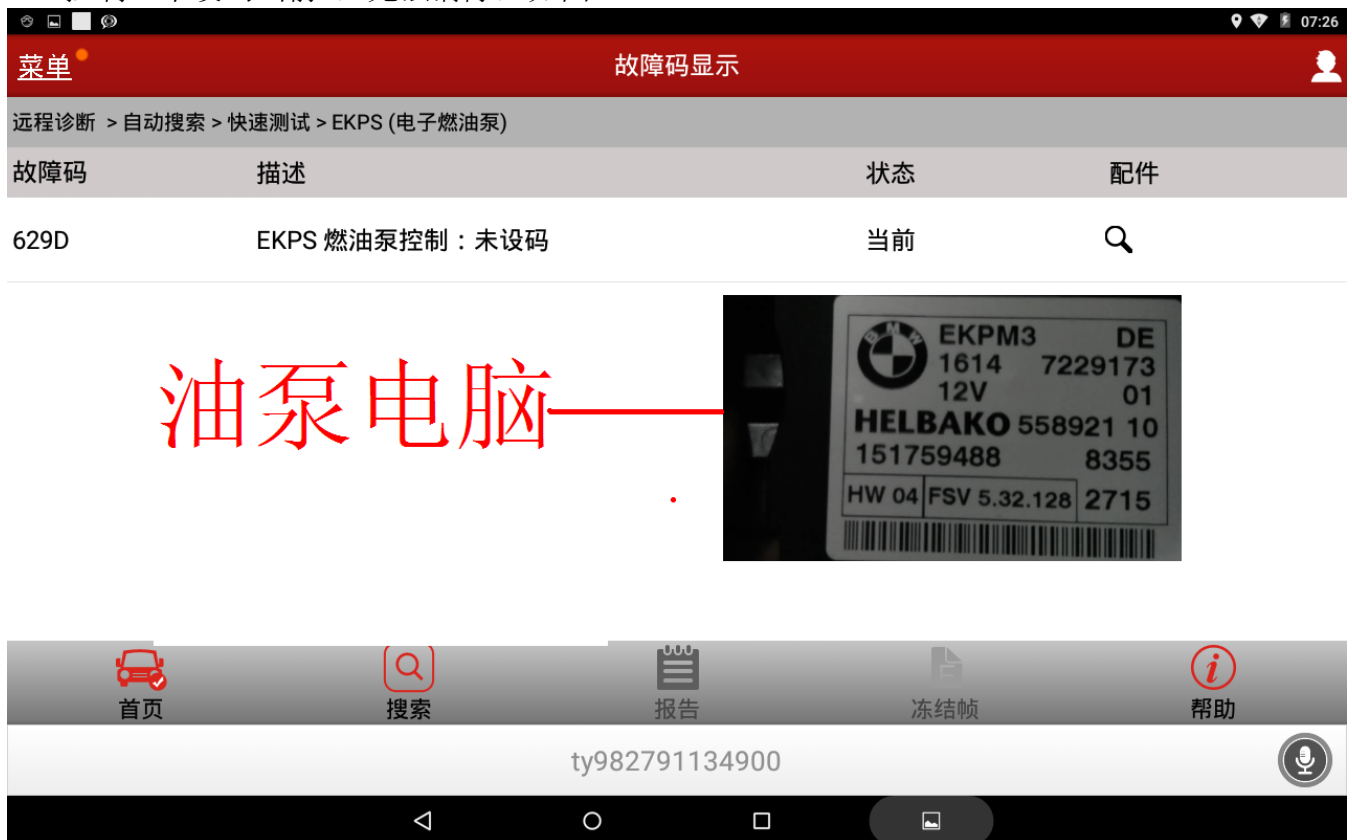 07:26
菜单
故障码显示
远程诊断 > 自动搜索 > 快速测试 > EKPS (电子燃油泵)
故障码 描述 状态 配件
629D EKPS 燃油泵控制：未设码 当前
油泵电脑
BMW
EKPM3 DE
1614 7229173
12V 01
HELBAKO 558921 10
151759488 8355
HW 04 FSV 5.32.128 2715
首页 搜索 报告 冻结帧 帮助
ty982791134900